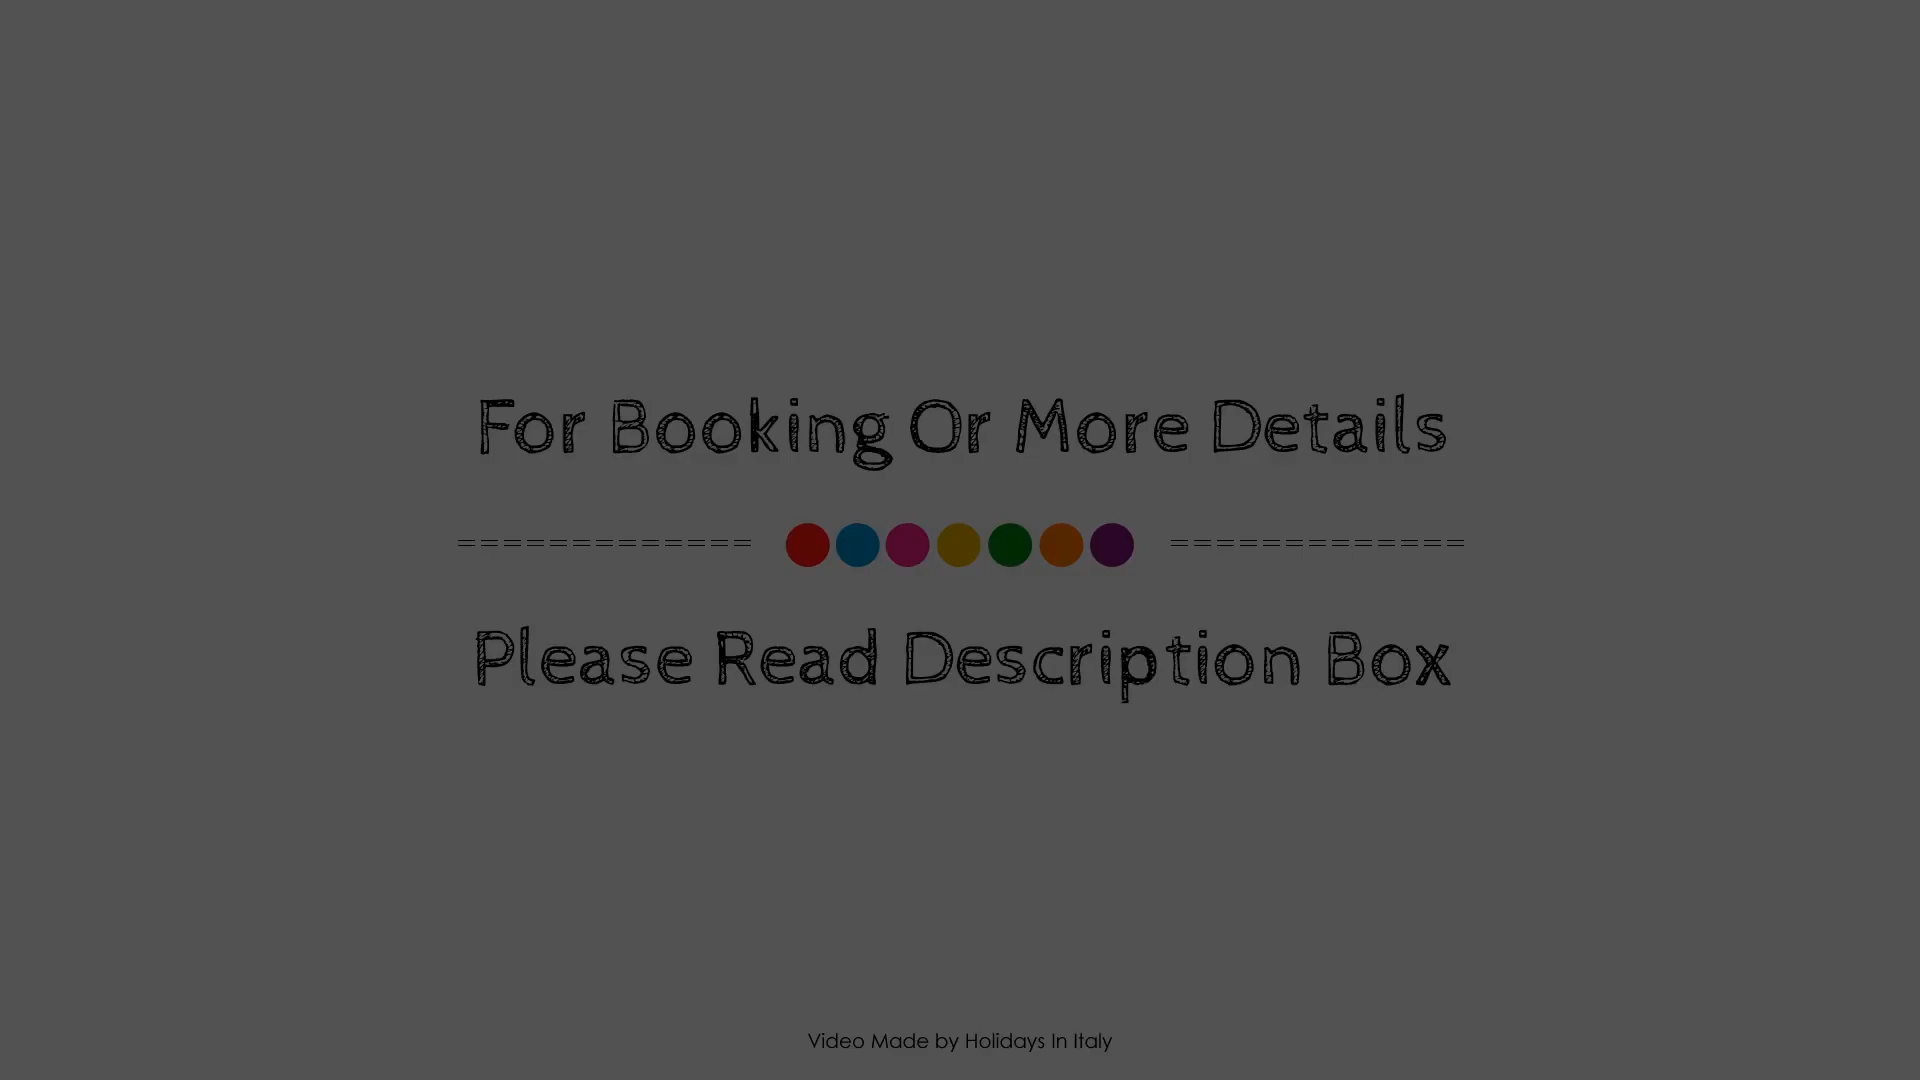 For Booking Or More Details
============= =============
Please Read Description Box
Video Made by Holidays In Italy